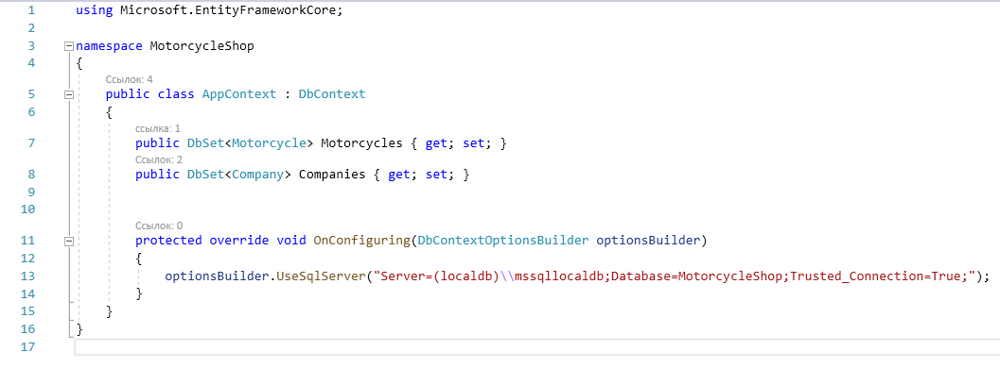 1 using Microsoft.EntityFrameworkCore;
2
3 namespace MotorcycleShop
4 {
Ссылок: 4
5 public class AppContext : DbContext
6 {
ссылка: 1
7 public DbSet<Motorcycle> Motorcycles { get; set; }
Ссылок: 2
8 public DbSet<Company> Companies { get; set; }
9
10
Ссылок: 0
11 protected override void OnConfiguring(DbContextOptionsBuilder optionsBuilder)
12 {
13 optionsBuilder.UseSqlServer("Server=(localdb)\\mssqllocaldb;Database=MotorcycleShop;Trusted_Connection=True;");
14 }
15 }
16 }
17